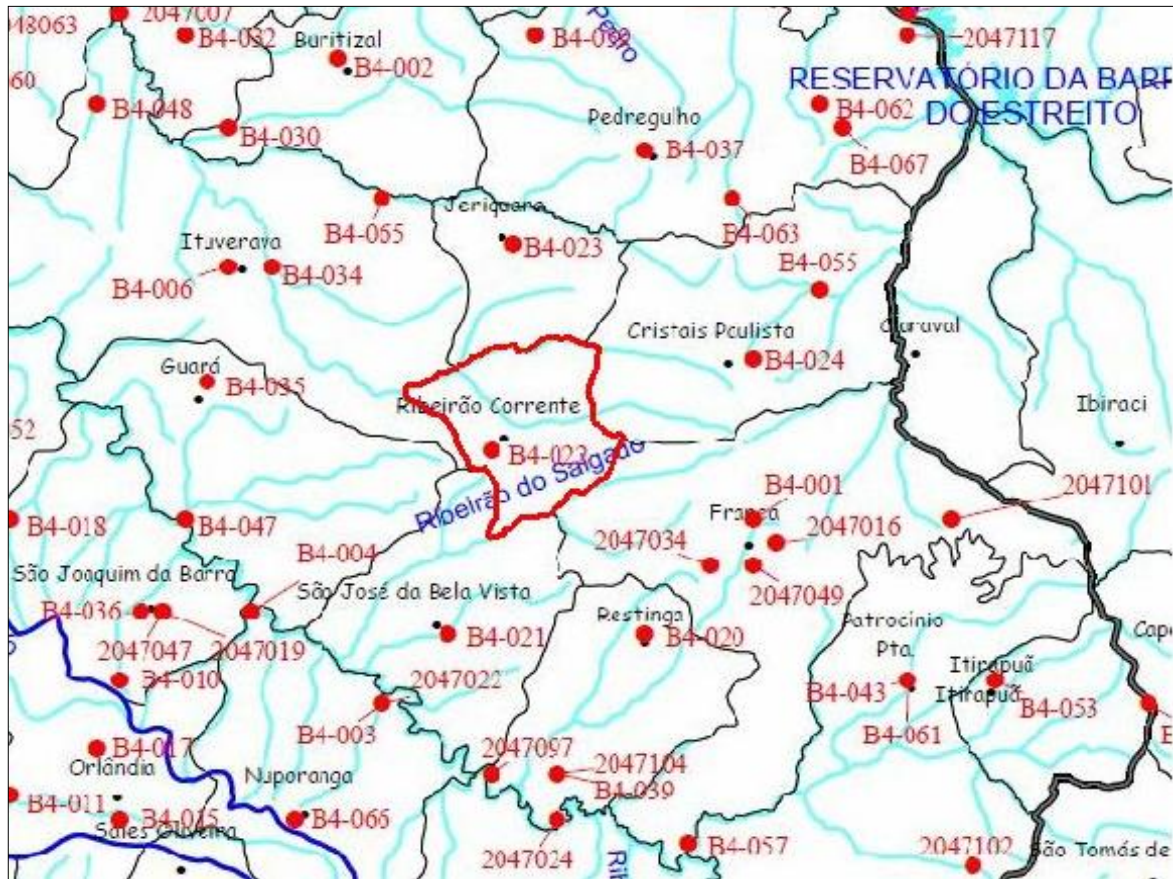 048063
2047007
B4-032
Buritizal
B4-002
Pedro
2047117
60
B4-048
B4-030
Pedregulho
B4-037
RESERVATÓRIO DA BARR
DO ESTREITO
B4-062
B4-067
B4-065
Jeriquara
B4-023
B4-063
B4-055
Ituverava
B4-006
B4-034
Cristais Paulista
B4-024
Claraval
Guará
B4-035
Ribeirão Corrente
Ibiraci
52
B4-022
Ribeirão do Salgado
B4-001
2047101
B4-018
B4-047
B4-004
Franca
2047016
2047034
2047049
São Joaquim da Barra
São José da Bela Vista
B4-036
2047047
2047019
B4-021
Restinga
B4-020
Patrocínio
Pta.
Itirapuã
Itirapuã
Cap
B4-010
2047022
B4-003
B4-043
B4-061
B4-053
B4-017
Orlândia
Nuporanga
2047097
2047104
B4-039
B4-011
B4-015
Sales Oliveira
B4-066
2047024
Rib
B4-057
2047102
São Tomás de